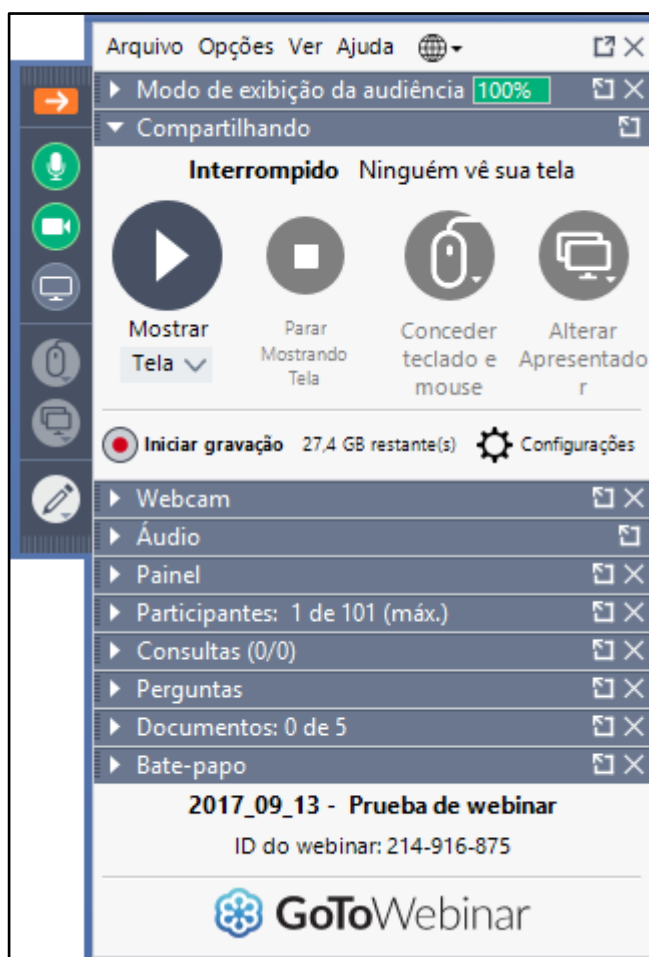 Arquivo Opções Ver Ajuda
Modo de exibição da audiência 100%
Compartilhando
Interrompido Ninguém vê sua tela
Mostrar
Tela
Parar
Mostrando
Tela
Conceder
teclado e
mouse
Alterar
Apresentado
r
Iniciar gravação 27,4 GB restante(s) Configurações
Webcam
Áudio
Painel
Participantes: 1 de 101 (máx.)
Consultas (0/0)
Perguntas
Documentos: 0 de 5
Bate-papo
2017_09_13 - Prueba de webinar
ID do webinar: 214-916-875
GoToWebinar